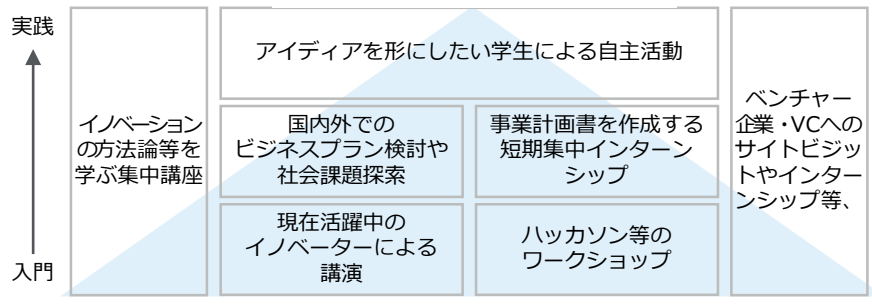 実践
入門
イノベーション
の方法論等を
学ぶ集中講座
アイディアを形にしたい学生による自主活動
国内外での
ビジネスプラン検討や
社会課題探索
事業計画書を作成する
短期集中インターン
シップ
現在活躍中の
イノベーターによる
講演
ハッカソン等の
ワークショップ
ベンチャー
企業・VCへの
サイトビジッ
トやインター
ンシップ等、